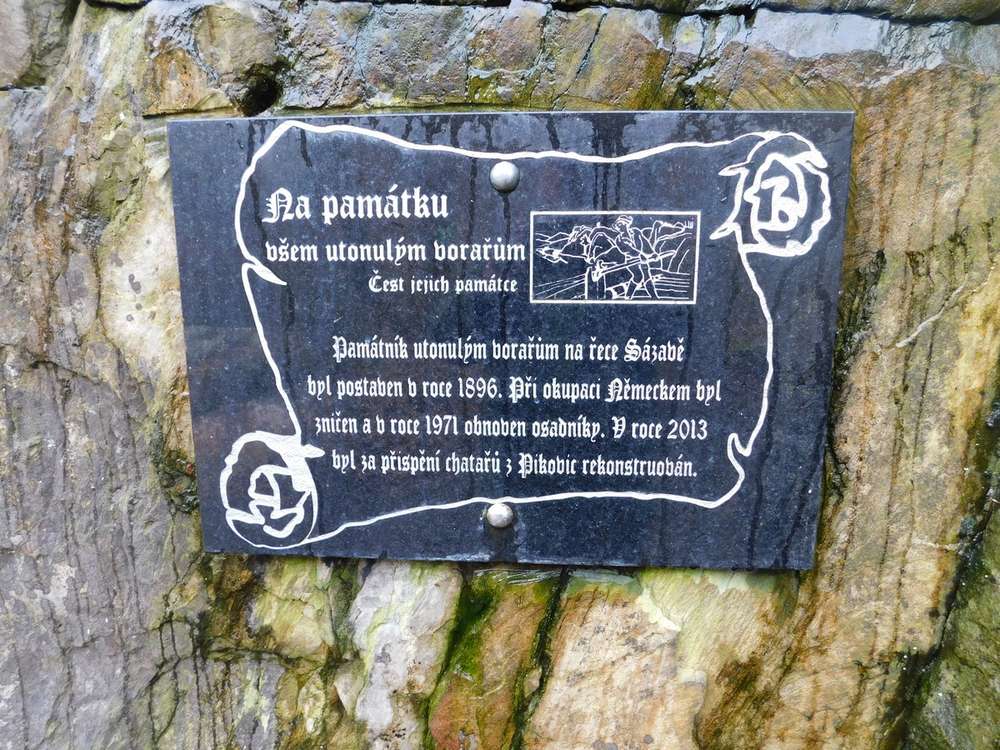 Na památku
všem utonulým vorařům
Čest jejich památce
Památník utonulým vorařům na řece Sázavě
byl postaven v roce 1896. Při okupaci Německem byl
zničen a v roce 1971 obnoven osadníky. V roce 2013
byl za přispění chatařů z Pikovic rekonstruován.